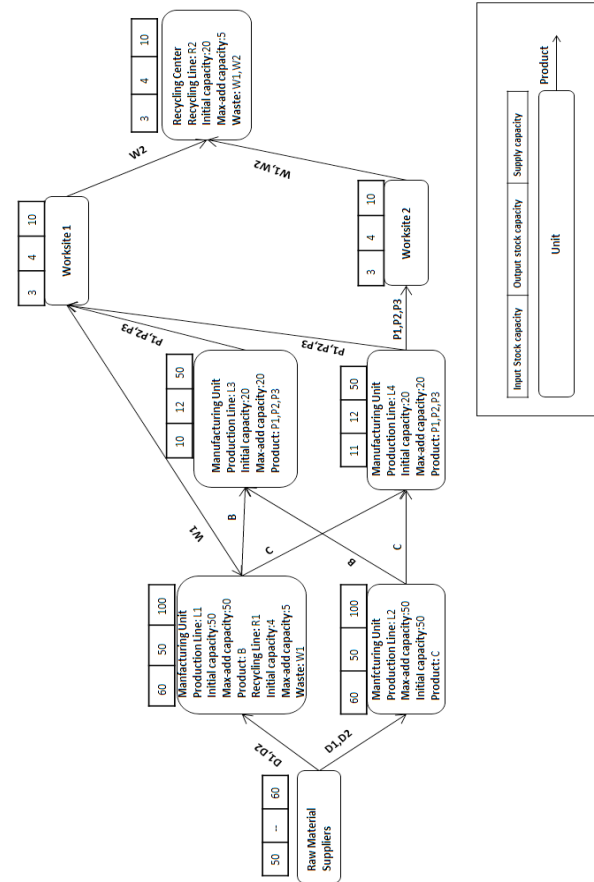 50 -- 60
Raw Material
Suppliers
D1,D2
D1,D2
60 50 100
Manfacturing Unit
Production Line: L1
Initial capacity:50
Max-add capacity:50
Product: B
Recycling Line: R1
Initial capacity:4
Max-add capacity:5
Waste: W1
60 50 100
Manfcturing Unit
Production Line: L2
Max-add capacity:50
Initial capacity:50
Product: C
W1
B
C
B
C
10 12 50
Manufacturing Unit
Production Line: L3
Initial capacity:20
Max-add capacity:20
Product: P1,P2,P3
11 12 50
Manufacturing Unit
Production Line: L4
Initial capacity:20
Max-add capacity:20
Product: P1,P2,P3
P1,P2,P3
P1,P2,P3
P1,P2,P3
3 4 10
Worksite 1
3 4 10
Worksite 2
W2
W1,W2
3 4 10
Recycling Center
Recycling Line: R2
Initial capacity:20
Max-add capacity:5
Waste: W1,W2
Input Stock capacity Output stock capacity Supply capacity
Unit
Product